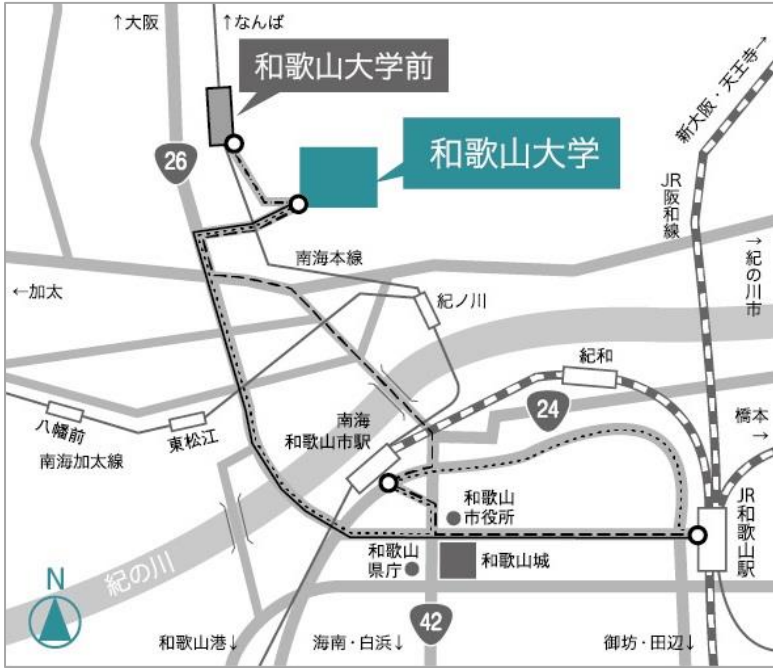 ↑大阪
↑なんば
和歌山大学前
新大阪・天王寺→
26
和歌山大学
JR
阪和線
南海本線
→紀の川市
←加太
紀ノ川
紀和
八幡前
東松江
南海
和歌山市駅
24
橋本
→
南海加太線
和歌山
市役所
JR和歌山駅
和歌山
県庁
和歌山城
紀の川
N
42
和歌山港↓
海南・白浜↓
御坊・田辺↓